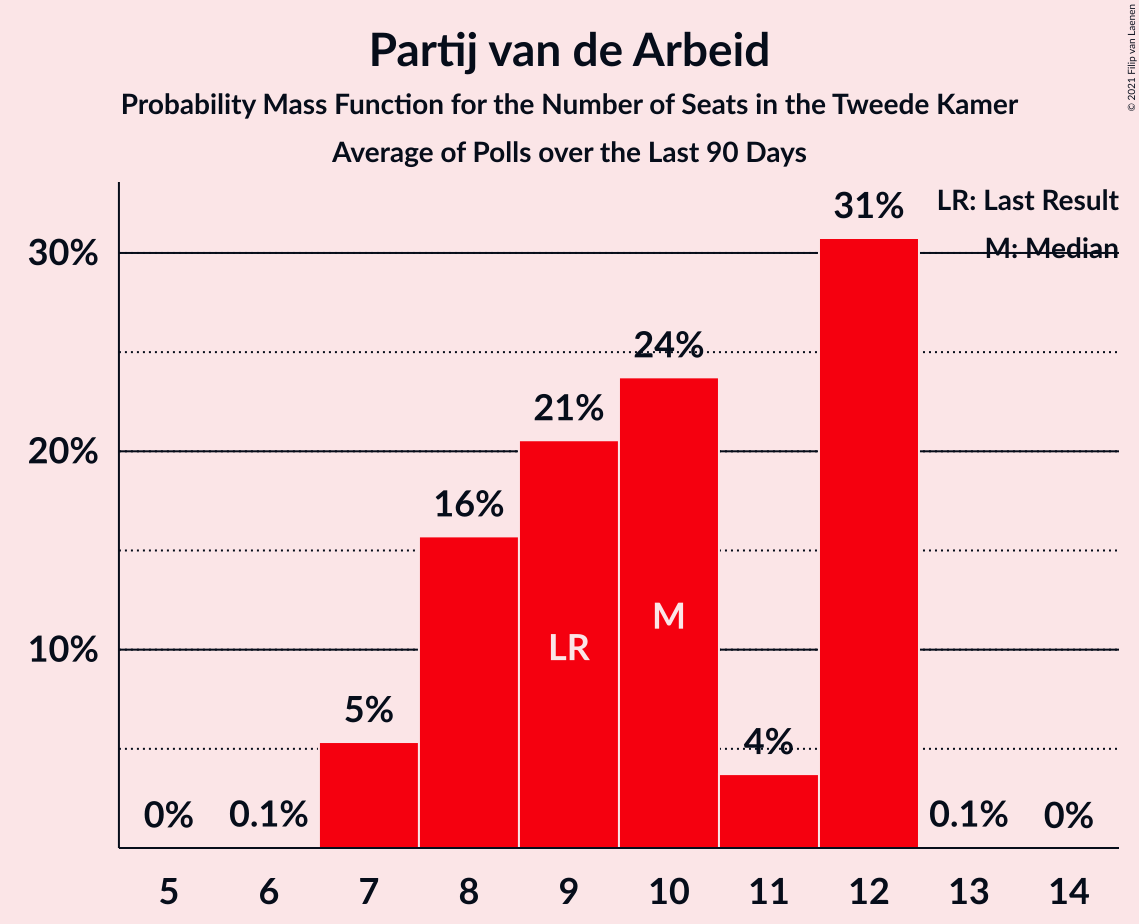 Partij van de Arbeid
Probability Mass Function for the Number of Seats in the Tweede Kamer
Average of Polls over the Last 90 Days
© 2021 Filip van Laenen
LR: Last Result
M: Median
30%
20%
10%
0%
0.1%
5%
16%
21%
24%
4%
31%
0.1%
0%
LR
M
5 6 7 8 9 10 11 12 13 14